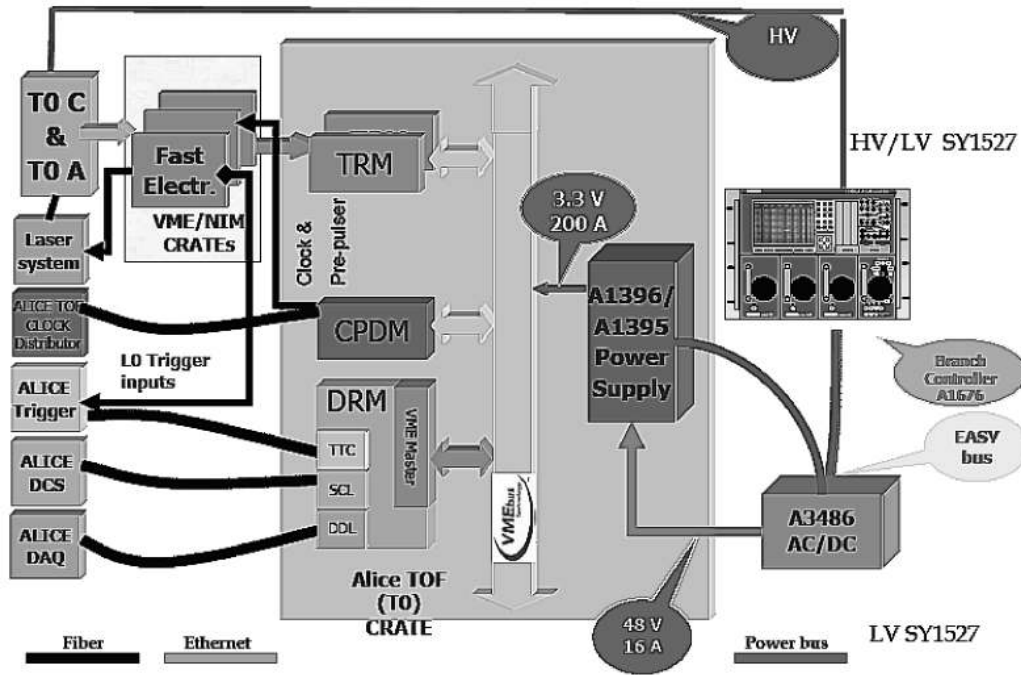 HV
T0 C
&
T0 A
Fast
Electr.
VME/NIM
CRATEs
TRM
HV/LV SY1527
3.3 V
200 A
Clock &
Pre-pulser
Laser
system
A1396/
A1395
Power
Supply
ALICE TOF
CLOCK
Distributor
CPDM
L0 Trigger
inputs
Branch
Controller
A1676
ALICE
Trigger
DRM
VME Master
TTC
EASY
bus
ALICE
DCS
SCL
VMEbus
A3486
AC/DC
ALICE
DAQ
DDL
Alice TOF
(T0)
CRATE
48 V
16 A
LV SY1527
Fiber
Ethernet
Power bus